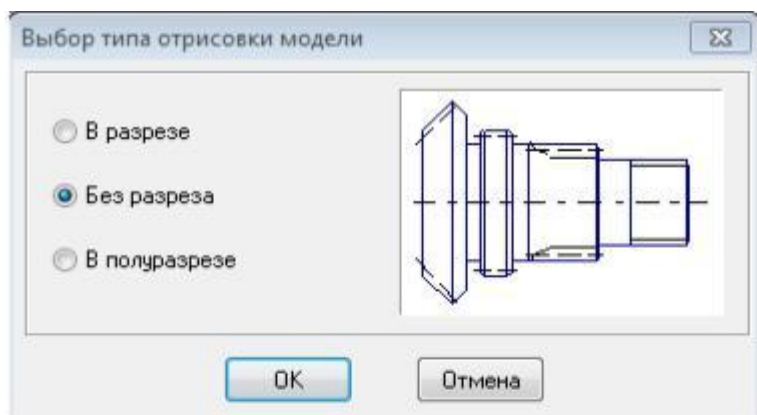 Выбор типа отрисовки модели
В разрезе
Без разреза
В полуразрезе
OK
Отмена